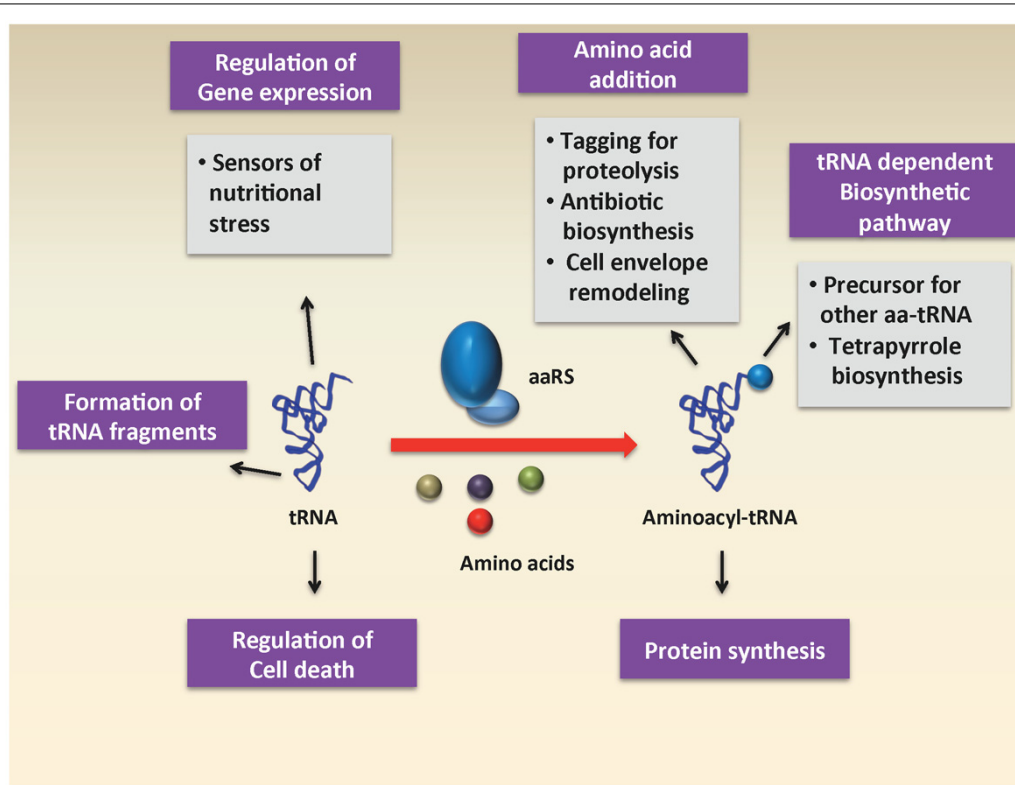 Regulation of
Gene expression
• Sensors of
nutritional
stress
Amino acid
addition
• Tagging for
proteolysis
• Antibiotic
biosynthesis
• Cell envelope
remodeling
tRNA dependent
Biosynthetic
pathway
• Precursor for
other aa-tRNA
• Tetrapyrrole
biosynthesis
Formation of
tRNA fragments
aaRS
tRNA
Amino acids
Aminoacyl-tRNA
Regulation of
Cell death
Protein synthesis